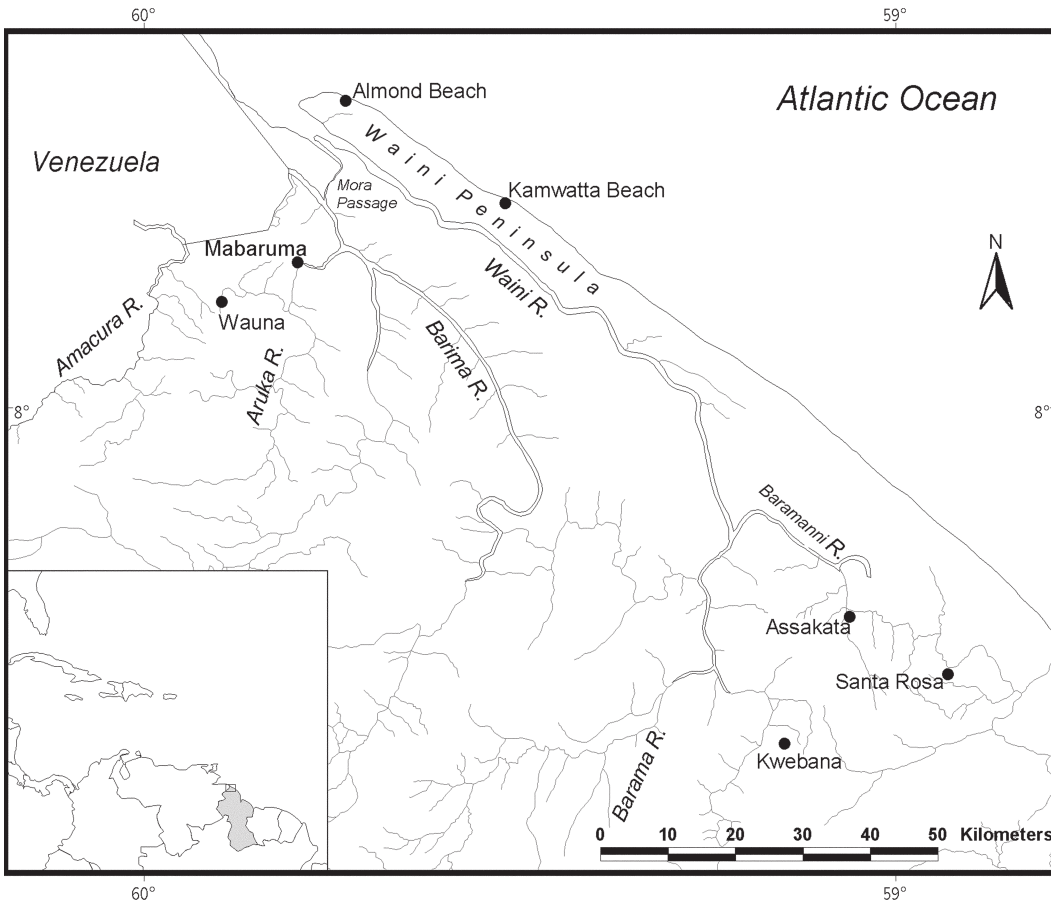 60°
59°
Almond Beach
Atlantic Ocean
Waini Peninsula
Venezuela
Mora
Passage
Kamwatta Beach
N
Mabaruma
Waini R.
Amacura R.
Wauna
Barima R.
Aruka R.
8°
8°
Baramanni R.
Assakata
Santa Rosa
Barama R.
Kwebana
0 10 20 30 40 50 Kilometers
60°
59°